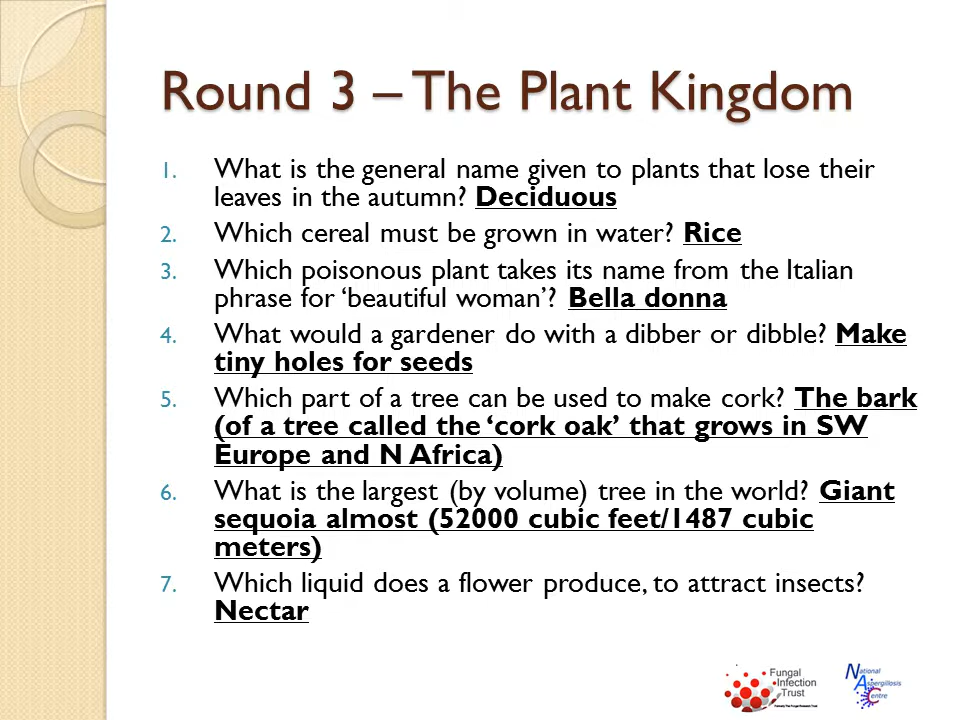 Round 3 – The Plant Kingdom
1. What is the general name given to plants that lose their
leaves in the autumn? Deciduous
2. Which cereal must be grown in water? Rice
3. Which poisonous plant takes its name from the Italian
phrase for ‘beautiful woman’? Bella donna
4. What would a gardener do with a dibber or dibble? Make
tiny holes for seeds
5. Which part of a tree can be used to make cork? The bark
(of a tree called the ‘cork oak’ that grows in SW
Europe and N Africa)
6. What is the largest (by volume) tree in the world? Giant
sequoia almost (52000 cubic feet/1487 cubic
meters)
7. Which liquid does a flower produce, to attract insects?
Nectar
Fungal
Infection
Trust
Formerly The Fungal Research Trust
National
Aspergillosis
Centre